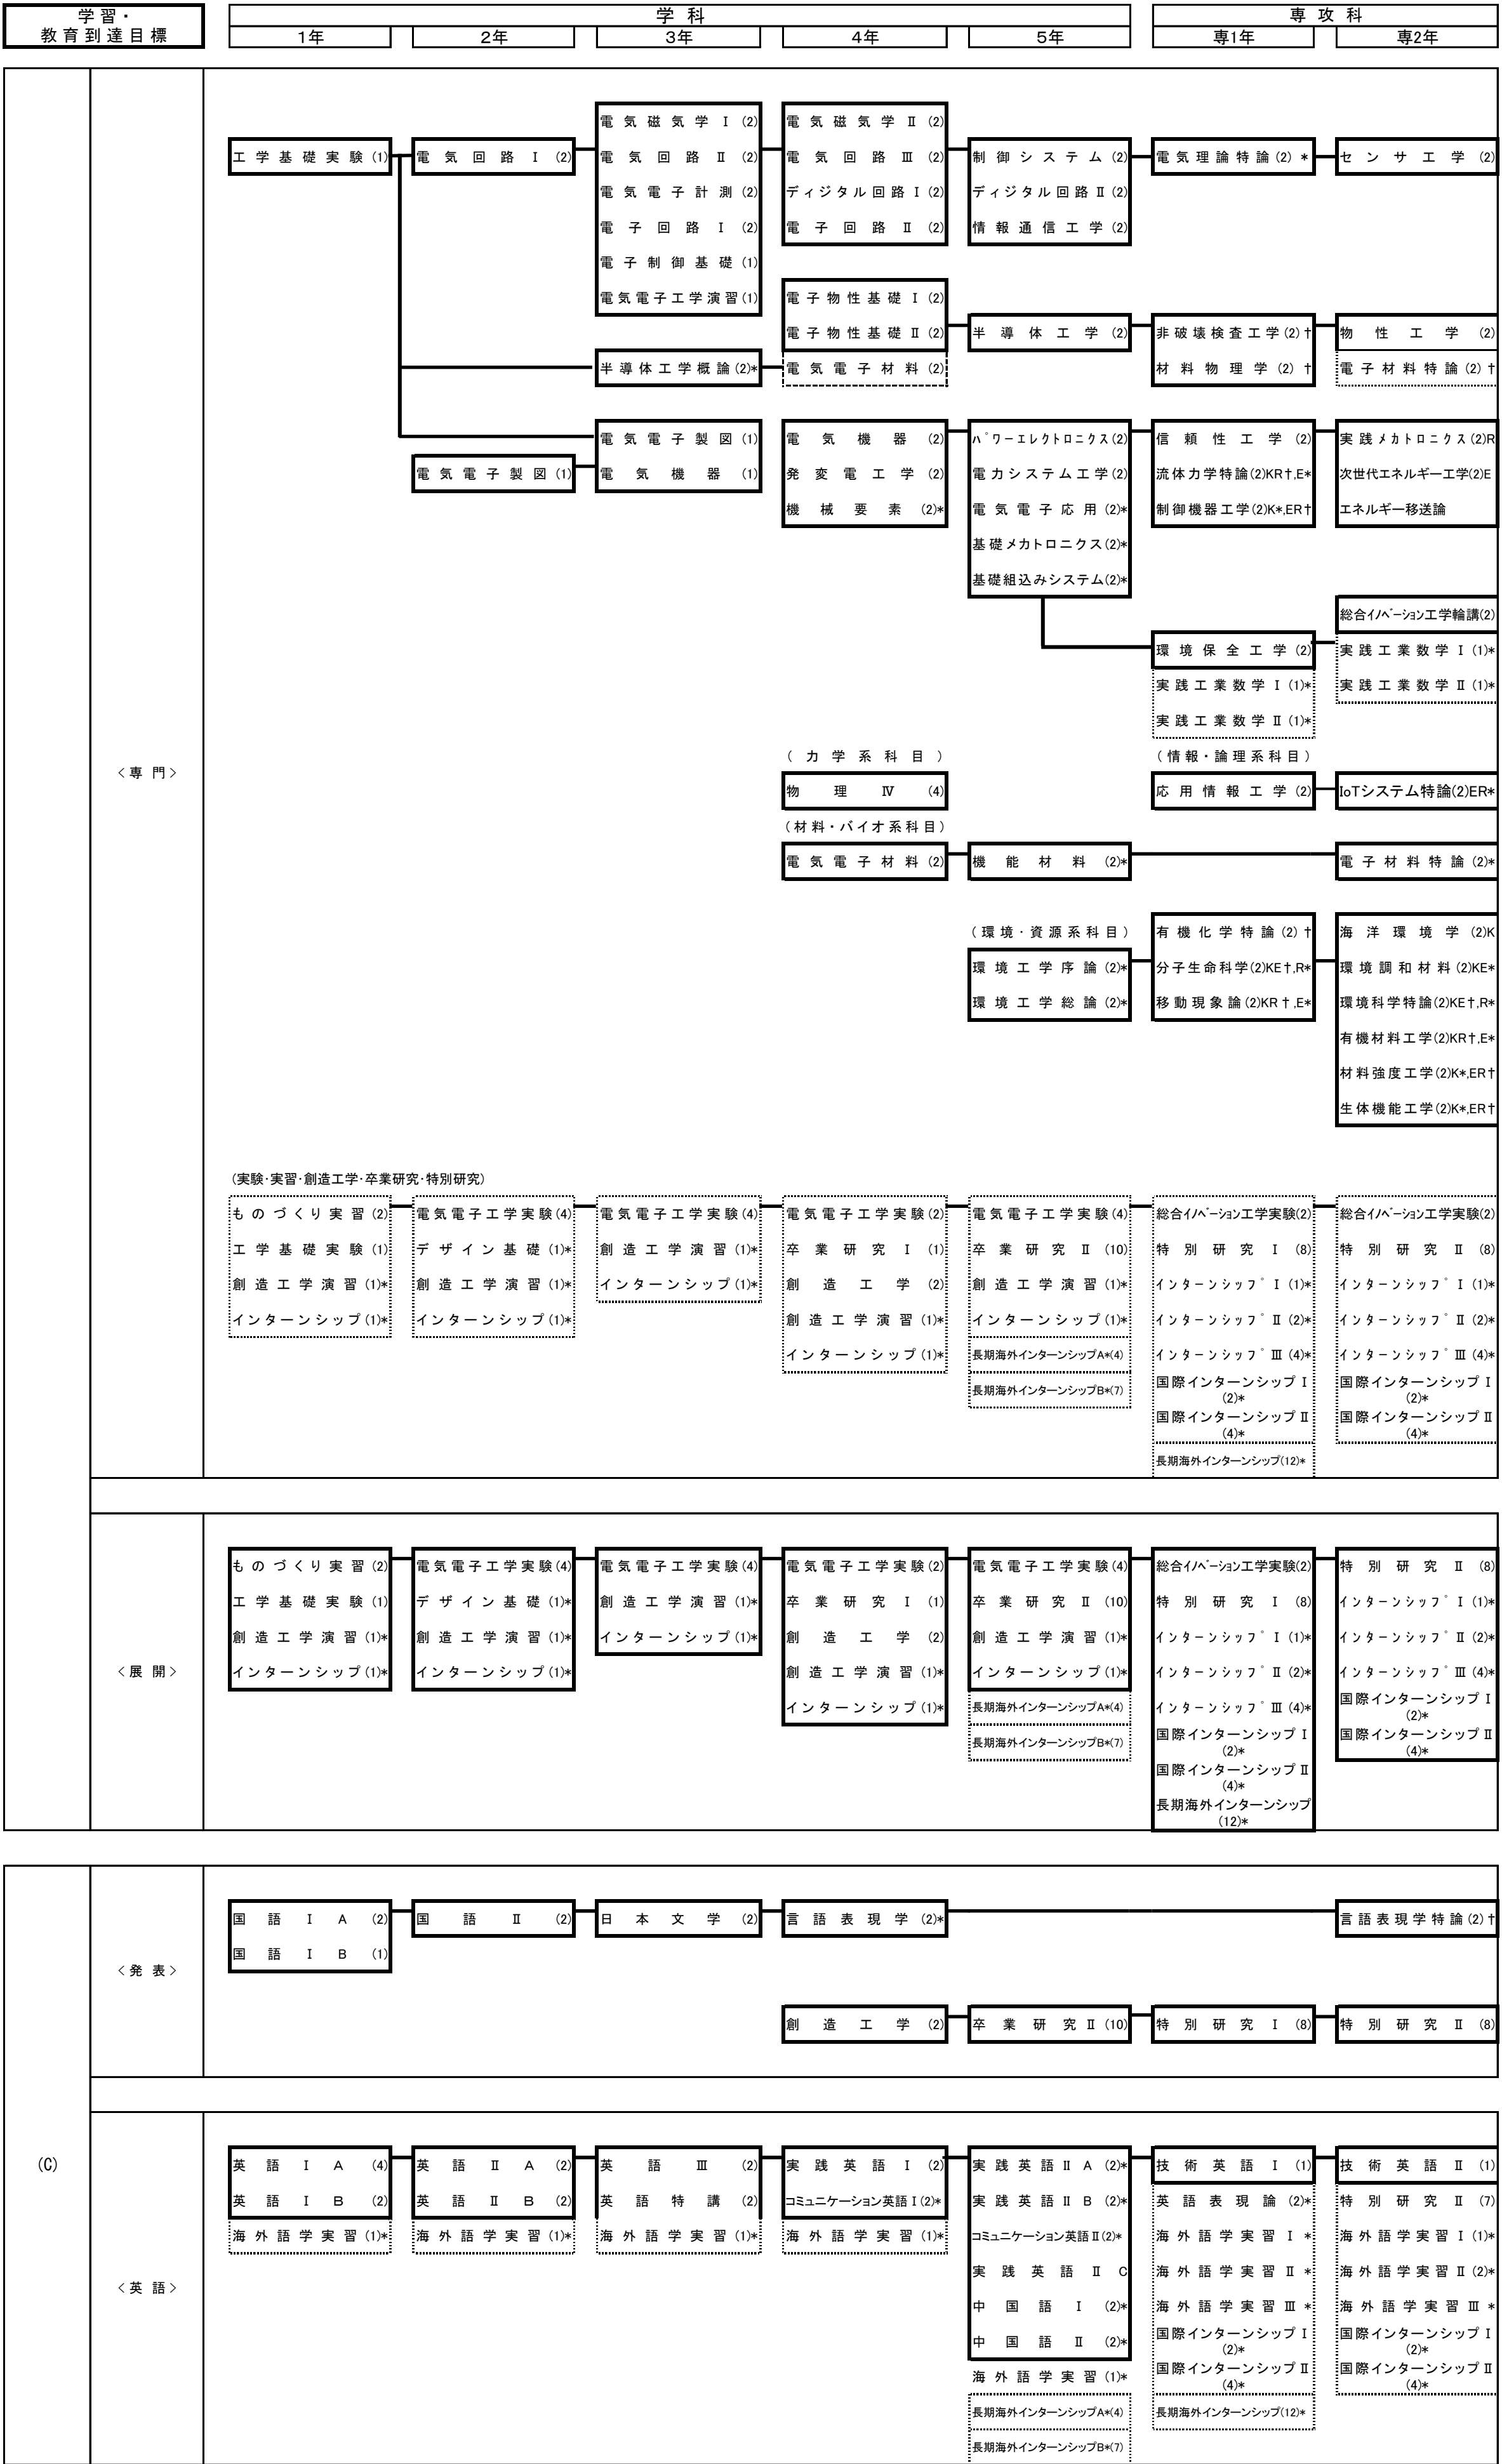 学習・ 学科 専攻科
教育到達目標 1年 2年 3年 4年 5年 専1年 専2年
電気磁気学Ⅰ(2) 電気磁気学Ⅱ(2)
工学基礎実験(1) 電気回路Ⅰ(2) 電気回路Ⅱ(2) 電気回路Ⅲ(2) 制御システム(2) 電気理論特論(2)* センサ工学(2)
電気電子計測(2) ディジタル回路Ⅰ(2) ディジタル回路Ⅱ(2)
電子回路Ⅰ(2) 電子回路Ⅱ(2) 情報通信工学(2)
電子制御基礎(1)
電気電子工学演習(1) 電子物性基礎Ⅰ(2)
電子物性基礎Ⅱ(2) 半導体工学(2) 非破壊検査工学(2)† 物性工学(2)
半導体工学概論(2)* 電気電子材料(2) 材料物理学(2)† 電子材料特論(2)†
電気電子製図(1) 電気機器(2) パワーエレクトロニクス(2) 信頼性工学(2) 実践メカトロニクス(2)R
電気電子製図(1) 電気機器(1) 発変電工学(2) 電力システム工学(2) 流体力学特論(2)KR†,E* 次世代エネルギー工学(2)E
機械要素(2)* 電気電子応用(2)* 制御機器工学(2)K*,ER† エネルギー移送論
基礎メカトロニクス(2)*
基礎組込みシステム(2)*
総合イノベーション工学輪講(2)
環境保全工学(2) 実践工業数学Ⅰ(1)*
実践工業数学Ⅰ(1)* 実践工業数学Ⅱ(1)*
実践工業数学Ⅱ(1)*
(力学系科目) (情報・論理系科目)
<専門>
物理Ⅳ(4) 応用情報工学(2) IoTシステム特論(2)ER*
(材料・バイオ系科目)
電気電子材料(2) 機能材料(2)* 電子材料特論(2)*
(環境・資源系科目) 有機化学特論(2)† 海洋環境学(2)K
環境工学序論(2)* 分子生命科学(2)KE†,R* 環境調和材料(2)KE*
環境工学総論(2)* 移動現象論(2)KR†,E* 環境科学特論(2)KE†,R*
有機材料工学(2)KR†,E*
材料強度工学(2)K*,ER†
生体機能工学(2)K*,ER†
(実験・実習・創造工学・卒業研究・特別研究)
ものづくり実習(2) 電気電子工学実験(4) 電気電子工学実験(4) 電気電子工学実験(2) 電気電子工学実験(4) 総合イノベーション工学実験(2) 総合イノベーション工学実験(2)
工学基礎実験(1) デザイン基礎(1)* 創造工学演習(1)* 卒業研究Ⅰ(1) 卒業研究Ⅱ(10) 特別研究Ⅰ(8) 特別研究Ⅱ(8)
創造工学演習(1)* 創造工学演習(1)* インターンシップ(1)* 創造工学(2) 創造工学演習(1)* インターンシップⅠ(1)* インターンシップⅠ(1)*
インターンシップ(1)* インターンシップ(1)* 創造工学演習(1)* インターンシップ(1)* インターンシップⅡ(2)* インターンシップⅡ(2)*
インターンシップ(1)* 長期海外インターンシップA*(4) インターンシップⅢ(4)* インターンシップⅢ(4)*
長期海外インターンシップB*(7) 国際インターンシップⅠ(2)* 国際インターンシップⅠ(2)*
国際インターンシップⅡ(4)* 国際インターンシップⅡ(4)*
長期海外インターンシップ(12)*
ものづくり実習(2) 電気電子工学実験(4) 電気電子工学実験(4) 電気電子工学実験(2) 電気電子工学実験(4) 総合イノベーション工学実験(2) 特別研究Ⅱ(8)
工学基礎実験(1) デザイン基礎(1)* 創造工学演習(1)* 卒業研究Ⅰ(1) 卒業研究Ⅱ(10) 特別研究Ⅰ(8) インターンシップⅠ(1)*
創造工学演習(1)* 創造工学演習(1)* インターンシップ(1)* 創造工学(2) 創造工学演習(1)* インターンシップⅠ(1)* インターンシップⅡ(2)*
<展開> インターンシップ(1)* インターンシップ(1)* 創造工学演習(1)* インターンシップ(1)* インターンシップⅡ(2)* インターンシップⅢ(4)*
インターンシップ(1)* 長期海外インターンシップA*(4) インターンシップⅢ(4)* 国際インターンシップⅠ(2)*
長期海外インターンシップB*(7) 国際インターンシップⅠ(2)* 国際インターンシップⅡ(4)*
国際インターンシップⅡ(4)*
長期海外インターンシップ(12)*
国語ⅠA(2) 国語Ⅱ(2) 日本文学(2) 言語表現学(2)* 言語表現学特論(2)†
国語ⅠB(1)
<発表>
創造工学(2) 卒業研究Ⅱ(10) 特別研究Ⅰ(8) 特別研究Ⅱ(8)
(C) 英語ⅠA(4) 英語ⅡA(2) 英語Ⅲ(2) 実践英語Ⅰ(2) 実践英語ⅡA(2)* 技術英語Ⅰ(1) 技術英語Ⅱ(1)
英語ⅠB(2) 英語ⅡB(2) 英語特講(2) コミュニケーション英語Ⅰ(2)* 実践英語ⅡB(2)* 英語表現論(2)* 特別研究Ⅱ(7)
海外語学実習(1)* 海外語学実習(1)* 海外語学実習(1)* 海外語学実習(1)* コミュニケーション英語Ⅱ(2)* 海外語学実習Ⅰ* 海外語学実習Ⅰ(1)*
実践英語ⅡC 海外語学実習Ⅱ* 海外語学実習Ⅱ(2)*
<英語>
中国語Ⅰ(2)* 海外語学実習Ⅲ* 海外語学実習Ⅲ*
中国語Ⅱ(2)* 国際インターンシップⅠ(2)* 国際インターンシップⅠ(2)*
海外語学実習(1)* 国際インターンシップⅡ(4)* 国際インターンシップⅡ(4)*
長期海外インターンシップA*(4) 長期海外インターンシップ(12)*
長期海外インターンシップB*(7)